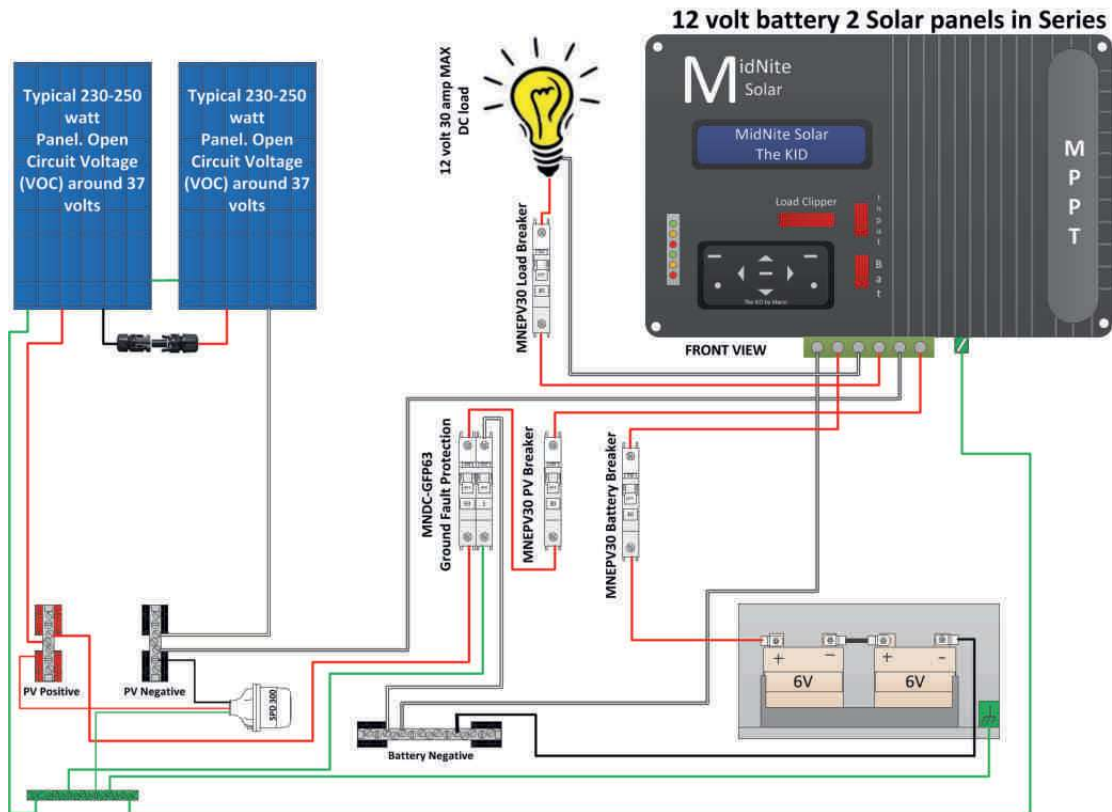 12 volt battery 2 Solar panels in Series
Typical 230-250
watt
Panel. Open
Circuit Voltage
(VOC) around 37
volts
Typical 230-250
watt
Panel. Open
Circuit Voltage
(VOC) around 37
volts
12 volt 30 amp MAX
DC load
MidNite
Solar
MidNite Solar
The KID
MPPT
Load Clipper
Bat
FRONT VIEW
MNEPV30 Load Breaker
MNDC-GFP63
Ground Fault Protection
MNEPV30 PV Breaker
MNEPV30 Battery Breaker
PV Positive
PV Negative
SPD 300
Battery Negative
+ -
+ -
6V
6V